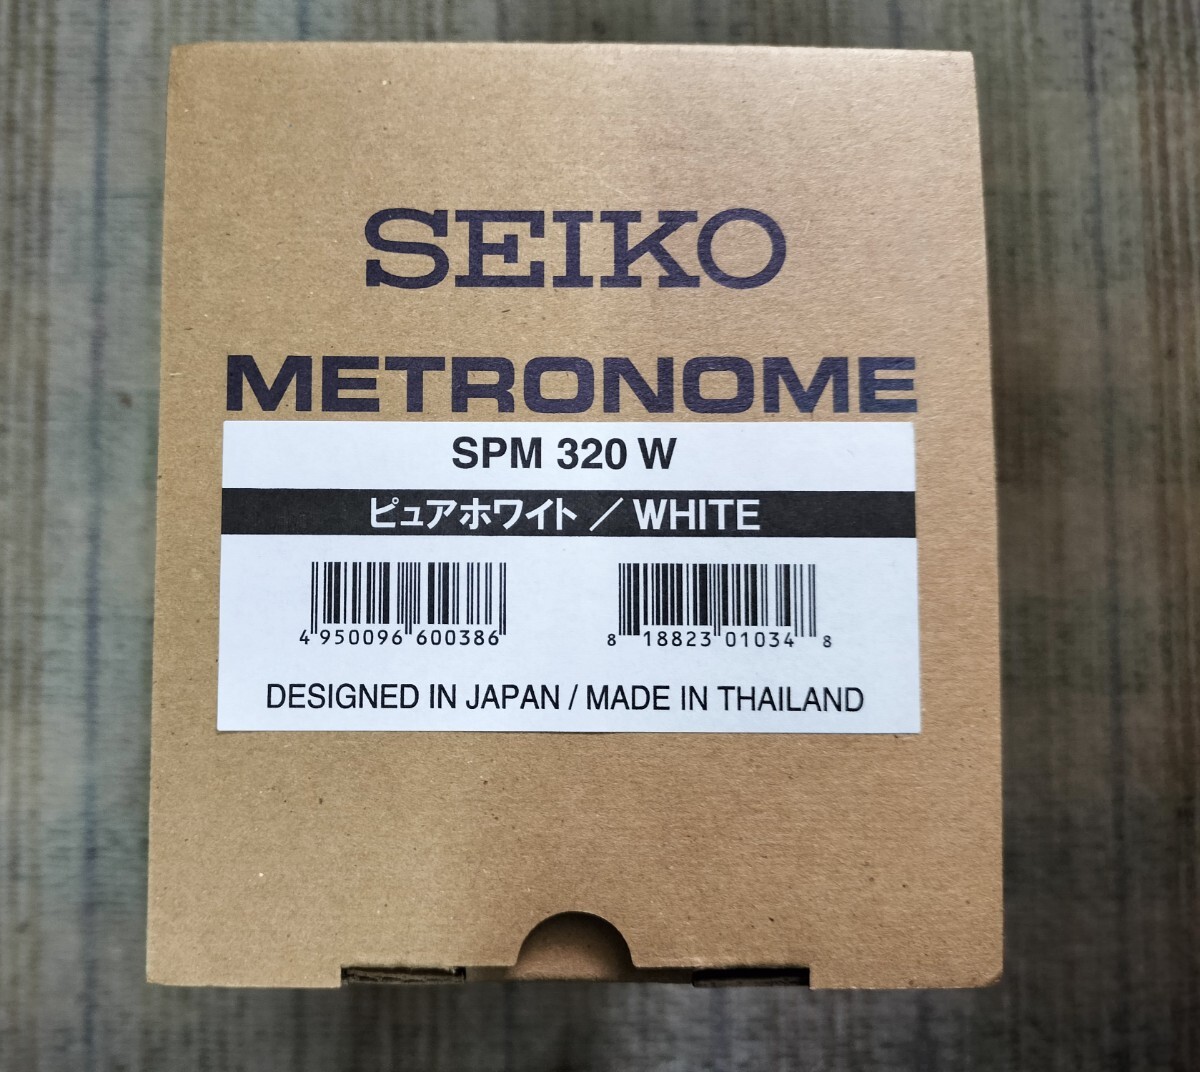 SEIKO
METRONOME
SPM 320 W
ピュアホワイト／WHITE
4 950096 600386
8 18823 01034 8
DESIGNED IN JAPAN / MADE IN THAILAND